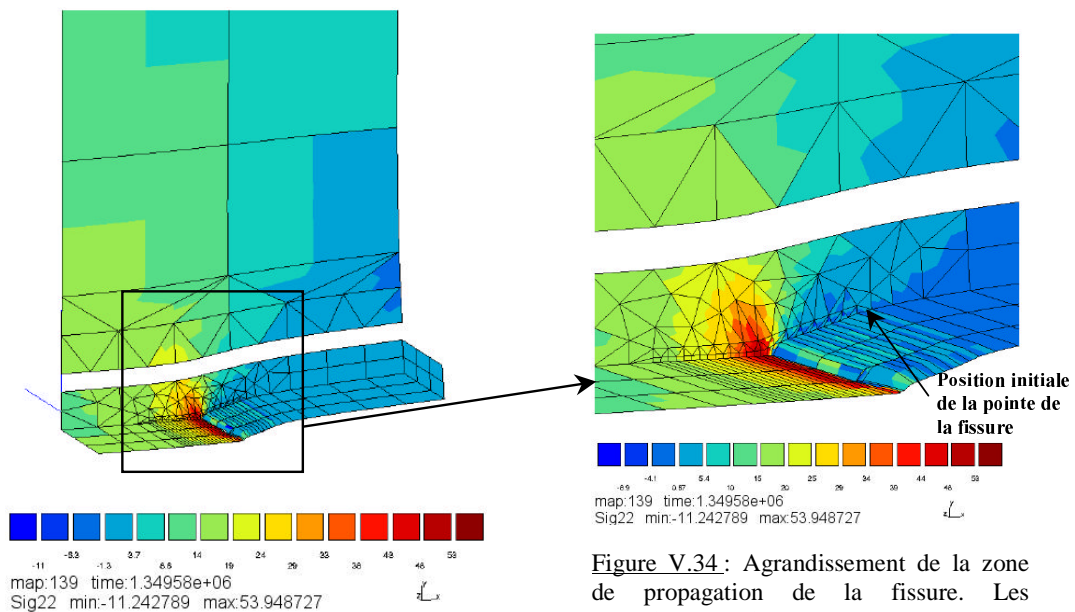 Position initiale
de la pointe de
la fissure
-11 -6.3 -1.3 3.7 8.8 14 19 24 29 33 38 43 48 53
map:139 time:1.34958e+06
Sig22 min:-11.242789 max:53.948727
y
z x
-8.9 -4.1 0.67 5.4 10 15 20 25 29 34 39 44 48 53
map:139 time:1.34958e+06
Sig22 min:-11.242789 max:53.948727
y
z x
Figure V.34 : Agrandissement de la zone
de propagation de la fissure. Les